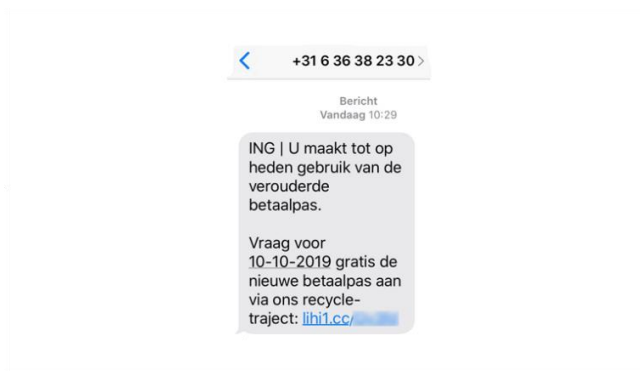 +31 6 36 38 23 30
Bericht
Vandaag 10:29
ING | U maakt tot op
heden gebruik van de
verouderde
betaalpas.
Vraag voor
10-10-2019 gratis de
nieuwe betaalpas aan
via ons recycle-
traject: lihi1.cc/